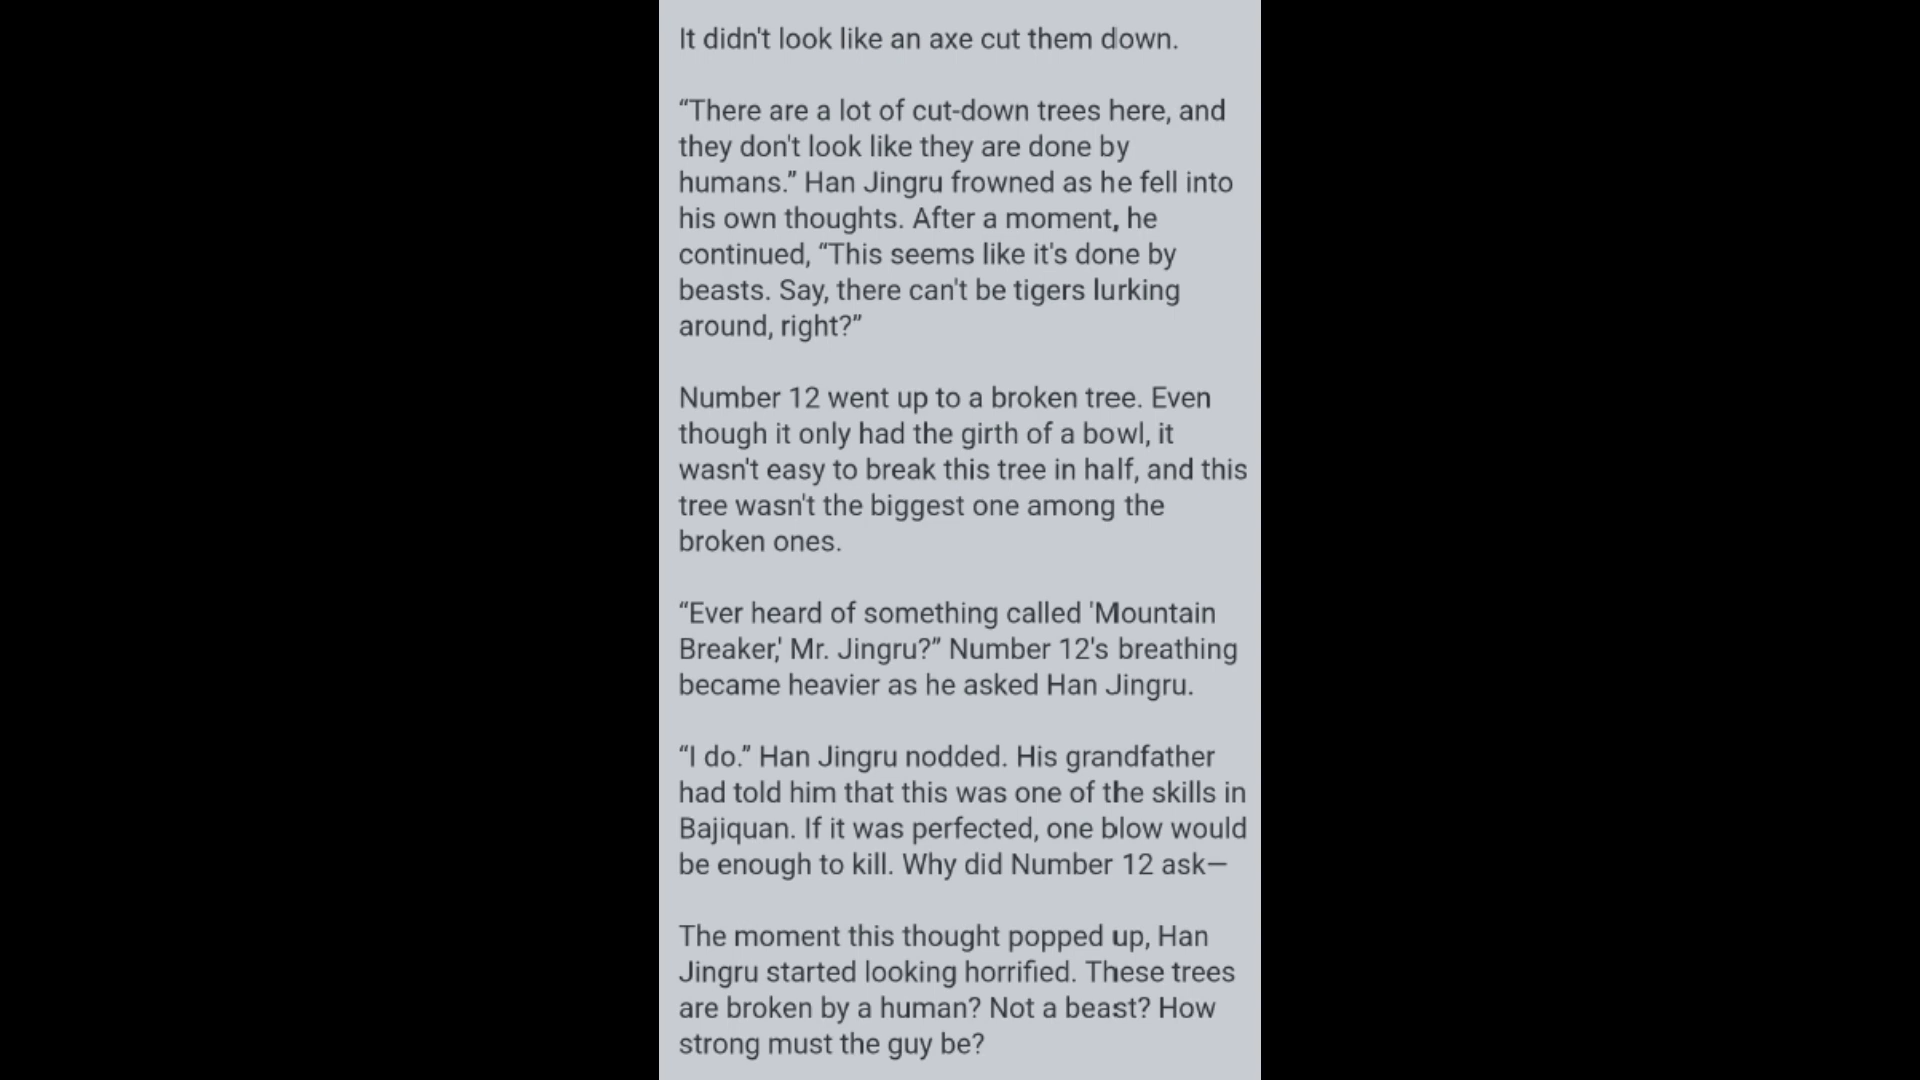 It didn't look like an axe cut them down.
“There are a lot of cut-down trees here, and
they don't look like they are done by
humans.” Han Jingru frowned as he fell into
his own thoughts. After a moment, he
continued, “This seems like it's done by
beasts. Say, there can't be tigers lurking
around, right?”
Number 12 went up to a broken tree. Even
though it only had the girth of a bowl, it
wasn't easy to break this tree in half, and this
tree wasn't the biggest one among the
broken ones.
“Ever heard of something called 'Mountain
Breaker,' Mr. Jingru?” Number 12's breathing
became heavier as he asked Han Jingru.
“I do.” Han Jingru nodded. His grandfather
had told him that this was one of the skills in
Bajiquan. If it was perfected, one blow would
be enough to kill. Why did Number 12 ask—
The moment this thought popped up, Han
Jingru started looking horrified. These trees
are broken by a human? Not a beast? How
strong must the guy be?